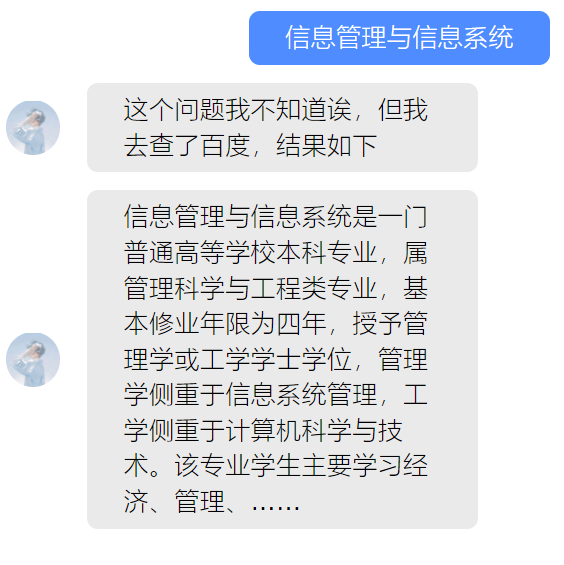 信息管理与信息系统
这个问题我不知道诶，但我
去查了百度，结果如下
信息管理与信息系统是一门
普通高等学校本科专业，属
管理科学与工程类专业，基
本修业年限为四年，授予管
理学或工学学士学位，管理
学侧重于信息系统管理，工
学侧重于计算机科学与技
术。该专业学生主要学习经
济、管理、……